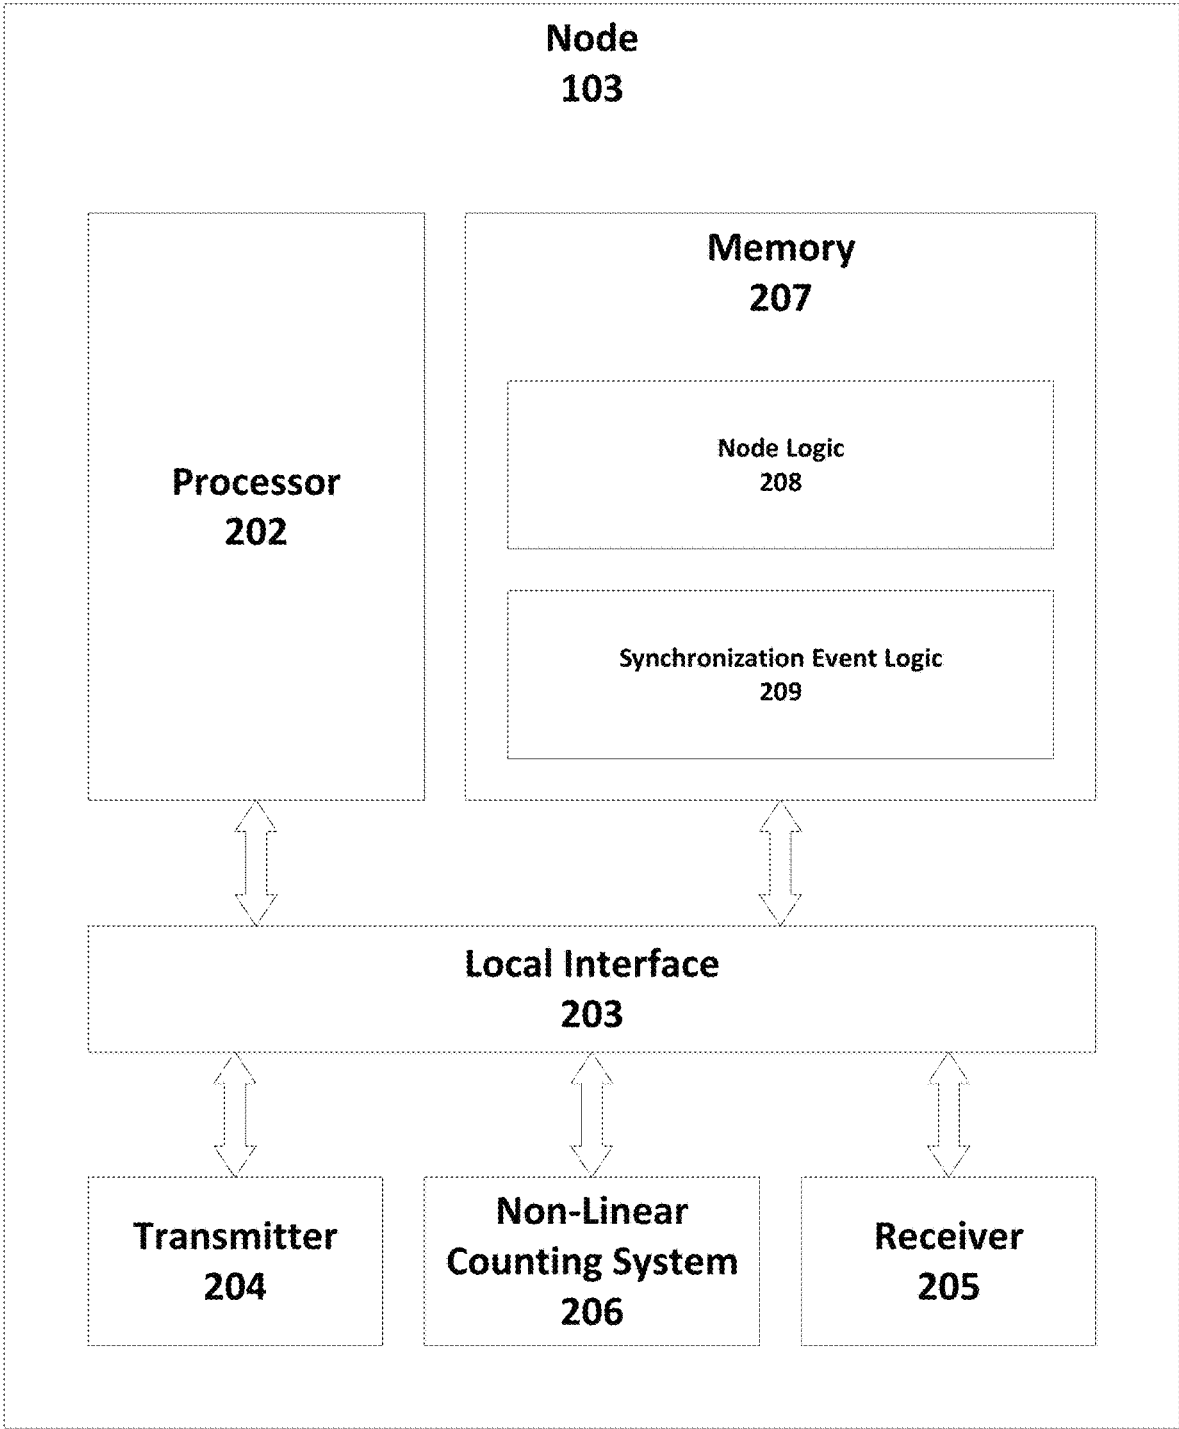 Node
103
Processor
202
Memory
207
Node Logic
208
Synchronization Event Logic
209
Local Interface
203
Transmitter
204
Non-Linear
Counting System
206
Receiver
205